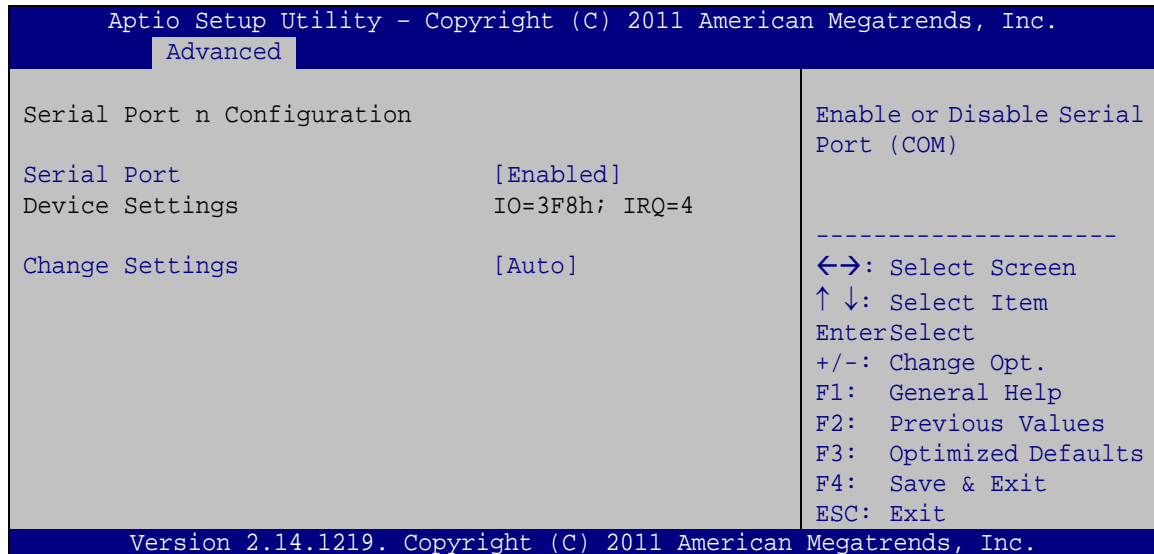 Aptio Setup Utility – Copyright (C) 2011 American Megatrends, Inc.
Advanced
Serial Port n Configuration
Serial Port [Enabled]
Device Settings IO=3F8h; IRQ=4
Change Settings [Auto]
Enable or Disable Serial
Port (COM)
---------------------
←→: Select Screen
↑ ↓: Select Item
EnterSelect
+/-: Change Opt.
F1: General Help
F2: Previous Values
F3: Optimized Defaults
F4: Save & Exit
ESC: Exit
Version 2.14.1219. Copyright (C) 2011 American Megatrends, Inc.